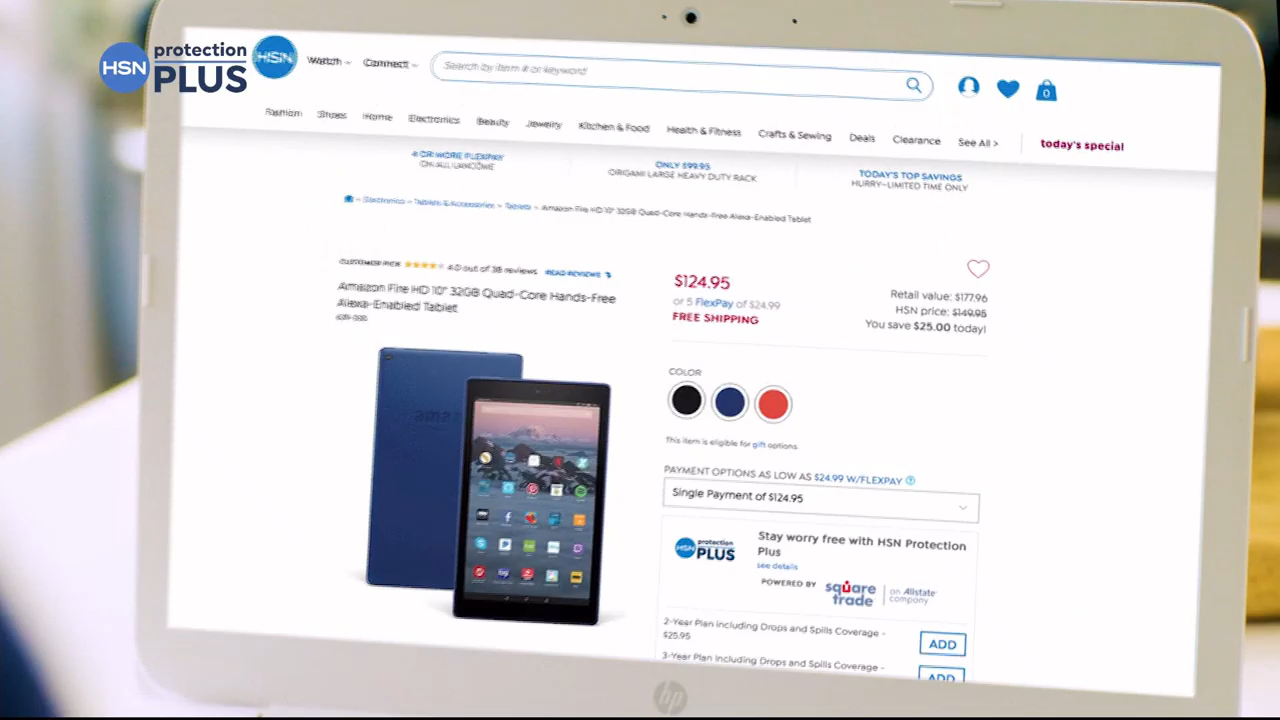 HSN protection PLUS
HSN Watch Connect Search by item # or keyword 0
Fashion Shoes Home Electronics Beauty Jewelry Kitchen & Food Health & Fitness Crafts & Sewing Deals Clearance See All > today's special
4 OR MORE FLEXPAY
ON ALL LANCOME
ONLY $99.95
ORIGAMI LARGE HEAVY DUTY RACK
TODAY'S TOP SAVINGS
HURRY–LIMITED TIME ONLY
Electronics > Tablets & Accessories > Tablets > Amazon Fire HD 10" 32GB Quad-Core Hands-Free Alexa-Enabled Tablet
CUSTOMER PICK 4.0 out of 38 reviews READ REVIEWS
Amazon Fire HD 10" 32GB Quad-Core Hands-Free
Alexa-Enabled Tablet
$124.95
or 5 FlexPay of $24.99
FREE SHIPPING
Retail value: $177.96
HSN price: $149.95
You save $25.00 today!
COLOR
This item is eligible for gift options.
PAYMENT OPTIONS AS LOW AS $24.99 W/FLEXPAY ?
Single Payment of $124.95
HSN protection PLUS
Stay worry free with HSN Protection
Plus
see details
POWERED BY square trade | an Allstate company
2-Year Plan Including Drops and Spills Coverage -
$25.95
ADD
3-Year Plan Including Drops and Spills Coverage -
ADD
hp